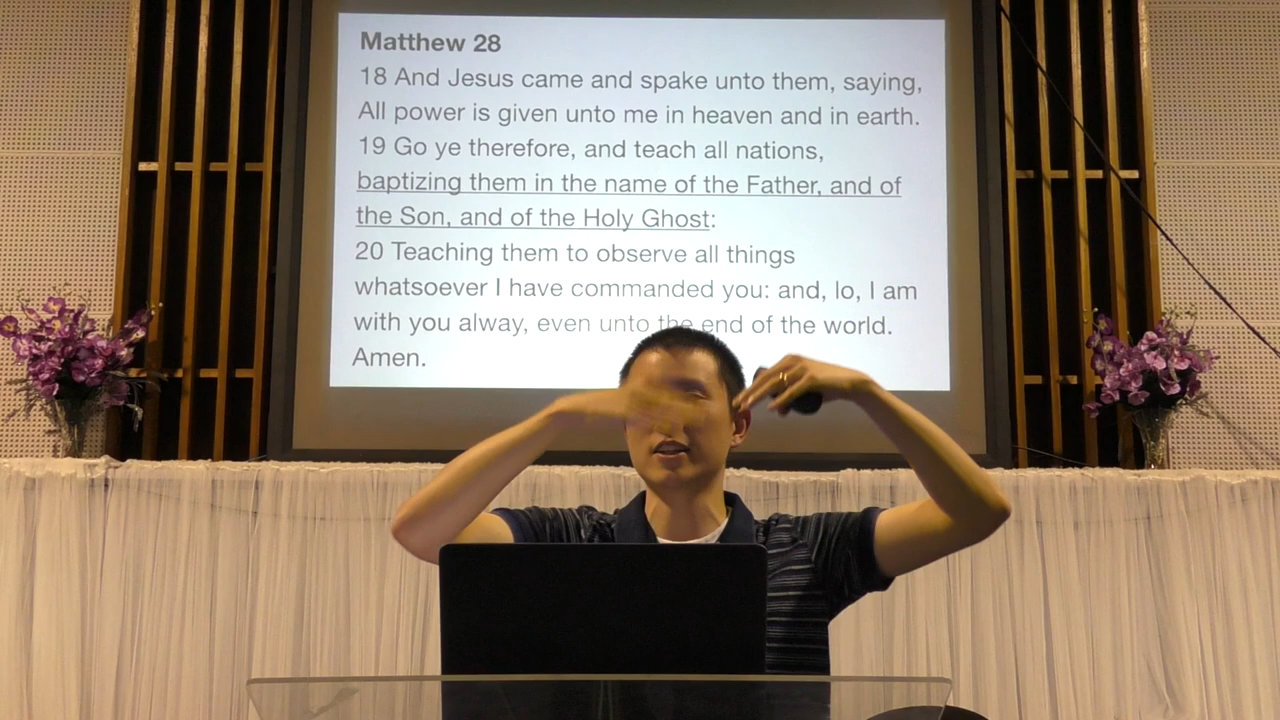 Matthew 28
18 And Jesus came and spake unto them, saying,
All power is given unto me in heaven and in earth.
19 Go ye therefore, and teach all nations,
baptizing them in the name of the Father, and of
the Son, and of the Holy Ghost:
20 Teaching them to observe all things
whatsoever I have commanded you: and, lo, I am
with you alway, even unto the end of the world.
Amen.